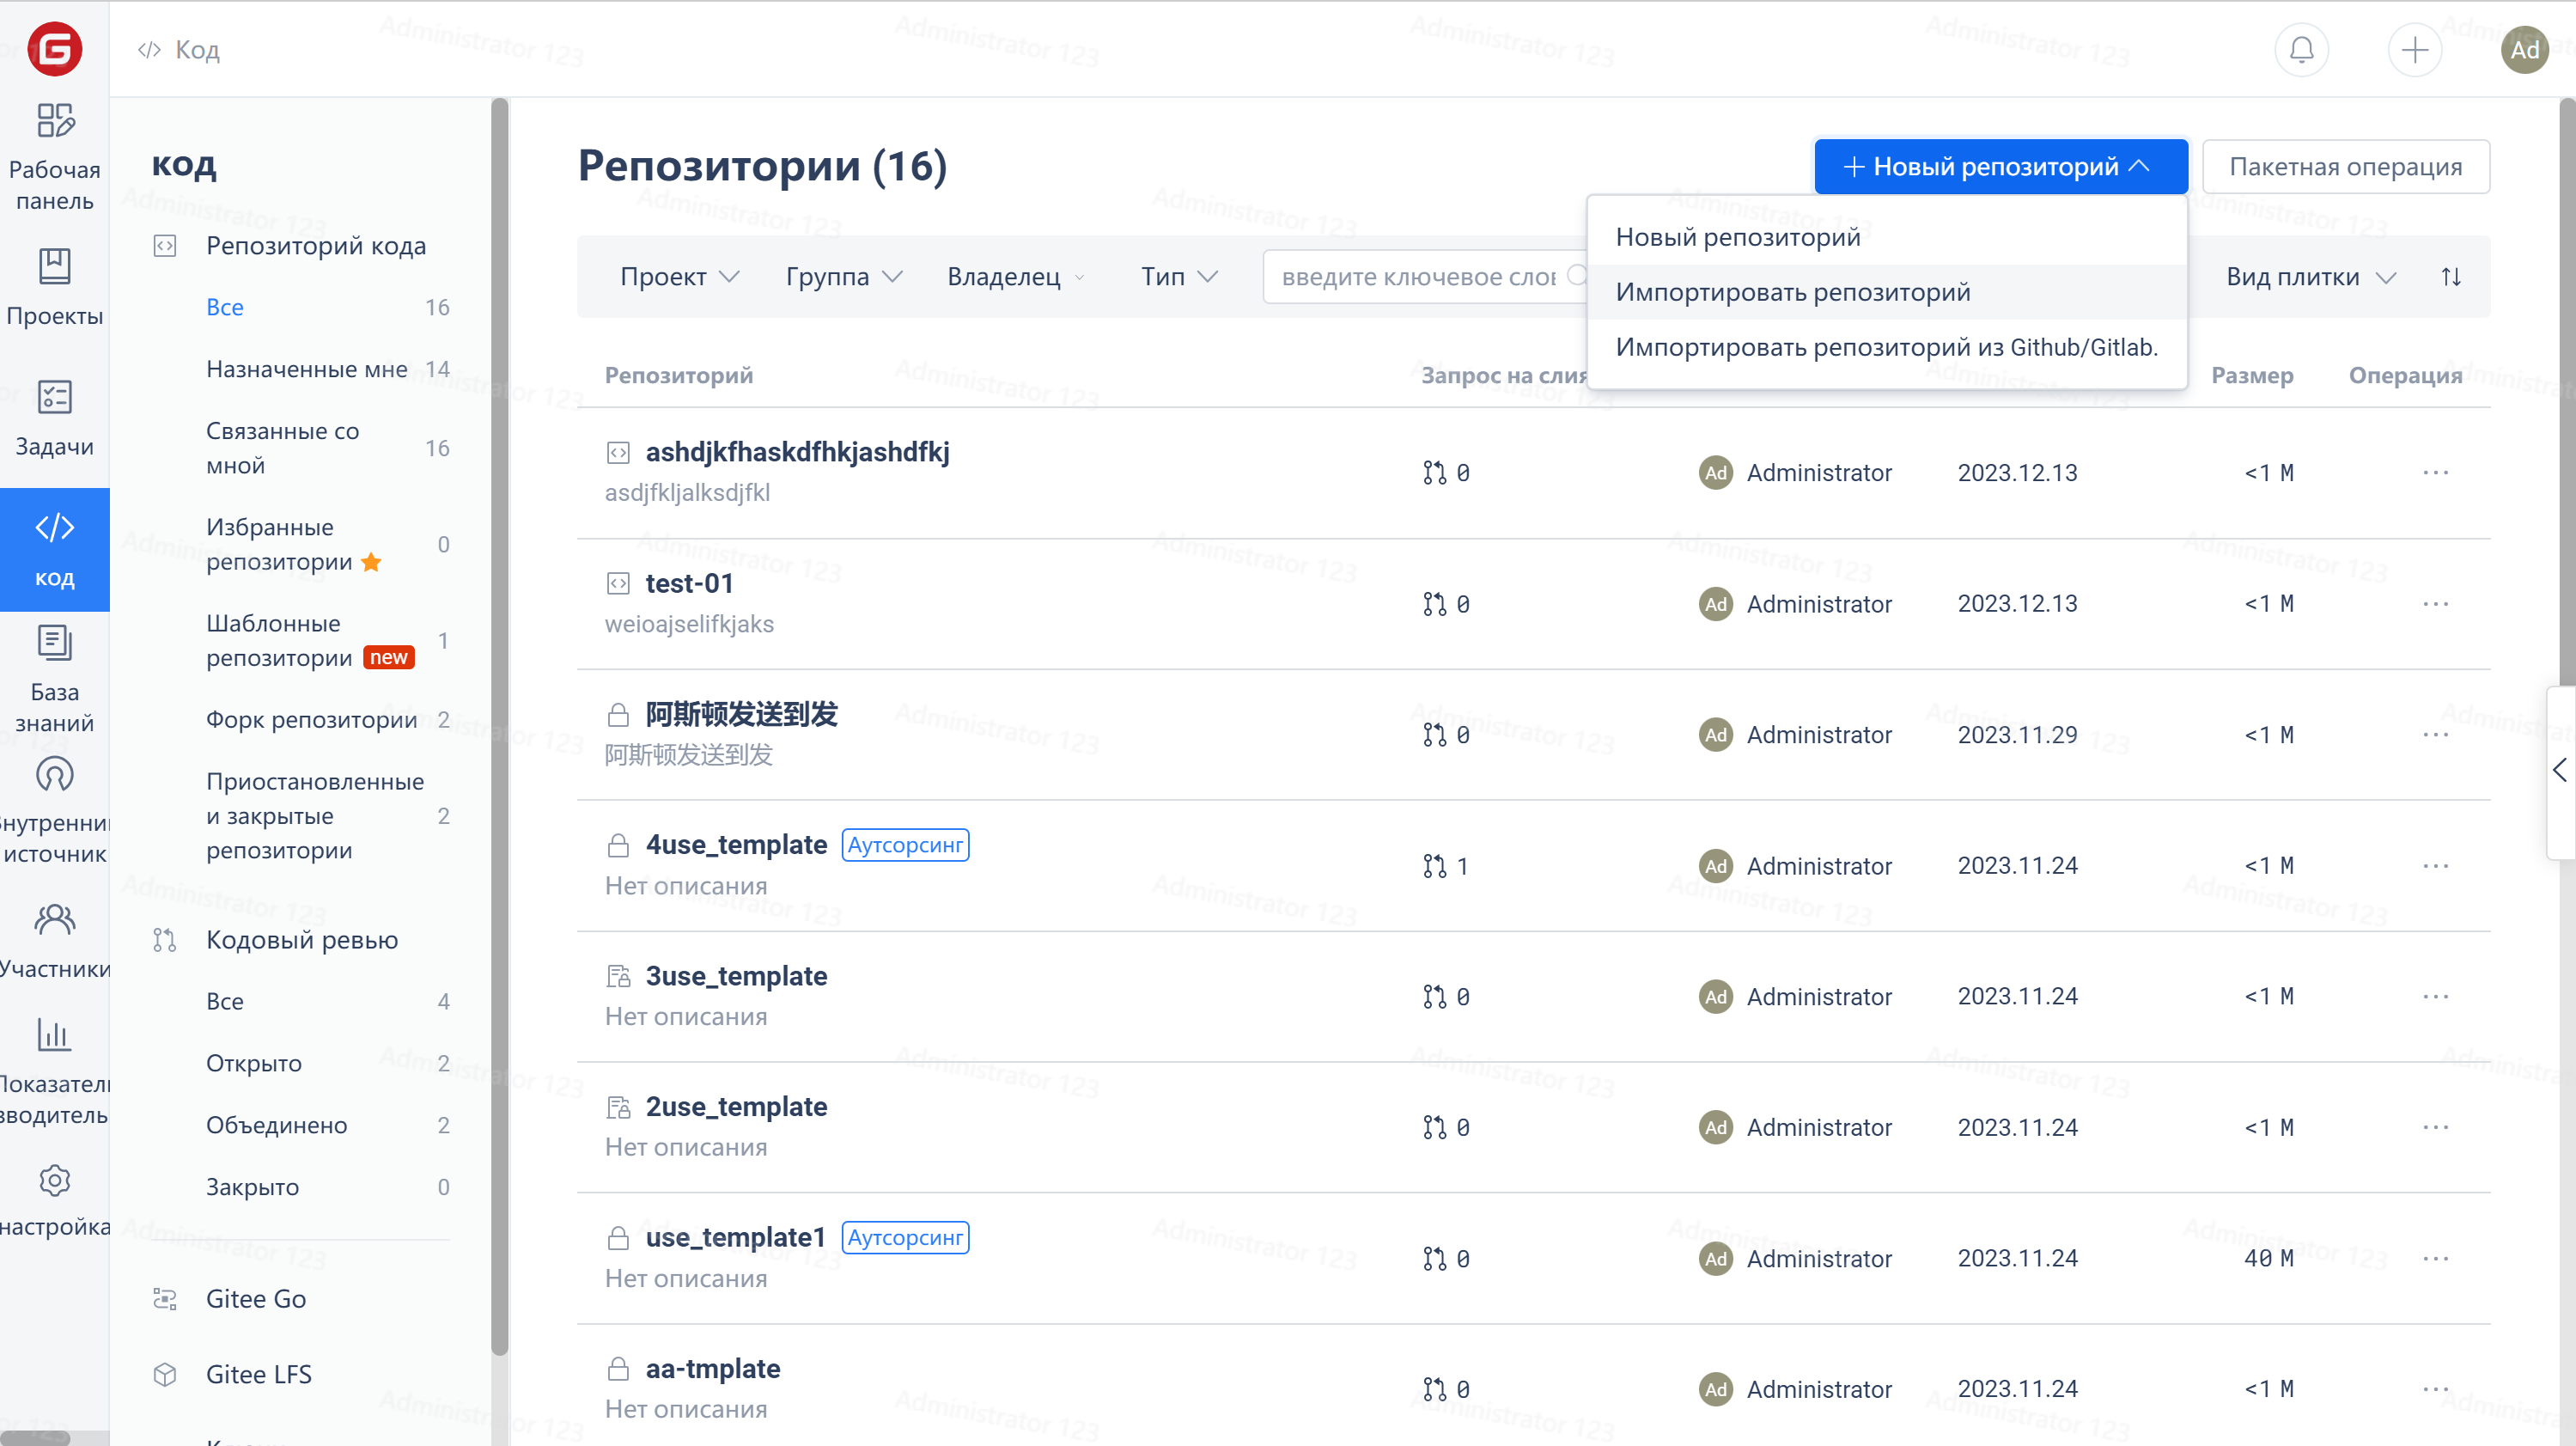 Код
Ad
Рабочая
панель
Проекты
Задачи
код
База
знаний
источник
Участники
настройка
код
Репозиторий кода
Все 16
Назначенные мне 14
Связанные со
мной 16
Избранные
репозитории 0
Шаблонные
репозитории new 1
Форк репозитории 2
Приостановленные
и закрытые
репозитории 2
Кодовый ревью
Все 4
Открыто 2
Объединено 2
Закрыто 0
Gitee Go
Gitee LFS
Репозитории (16)
Новый репозиторий
Пакетная операция
Новый репозиторий
Импортировать репозиторий
Импортировать репозиторий из Github/Gitlab.
Проект Группа Владелец Тип введите ключевое Вид плитки
Репозиторий Запрос на Размер Операция
ashdjkfhaskdfhkjashdfkj
asdjfkljalksdjfkl
0 Ad Administrator 2023.12.13 <1 M ...
test-01
weioajselifkjaks
0 Ad Administrator 2023.12.13 <1 M ...
阿斯顿发送到发
阿斯顿发送到发
0 Ad Administrator 2023.11.29 <1 M ...
4use_template Аутсорсинг
Нет описания
1 Ad Administrator 2023.11.24 <1 M ...
3use_template
Нет описания
0 Ad Administrator 2023.11.24 <1 M ...
2use_template
Нет описания
0 Ad Administrator 2023.11.24 <1 M ...
use_template1 Аутсорсинг
Нет описания
0 Ad Administrator 2023.11.24 40 M ...
aa-tmplate
Нет описания
0 Ad Administrator 2023.11.24 <1 M ...
Administrator 123